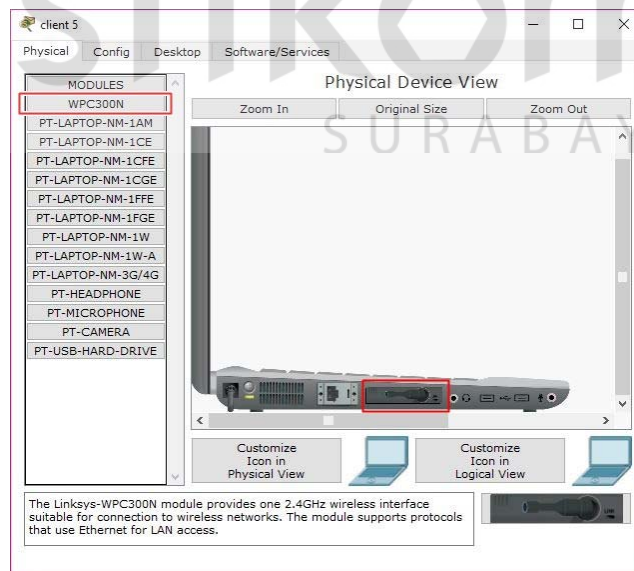 client 5
Physical
Config
Desktop
Software/Services
MODULES
WPC300N
PT-LAPTOP-NM-1AM
PT-LAPTOP-NM-1CE
PT-LAPTOP-NM-1CFE
PT-LAPTOP-NM-1CGE
PT-LAPTOP-NM-1FFE
PT-LAPTOP-NM-1FGE
PT-LAPTOP-NM-1W
PT-LAPTOP-NM-1W-A
PT-LAPTOP-NM-3G/4G
PT-HEADPHONE
PT-MICROPHONE
PT-CAMERA
PT-USB-HARD-DRIVE
Physical Device View
Zoom In
Original Size
Zoom Out
SURABAY
Customize
Icon in
Physical View
Customize
Icon in
Logical View
The Linksys-WPC300N module provides one 2.4GHz wireless interface
suitable for connection to wireless networks. The module supports protocols
that use Ethernet for LAN access.